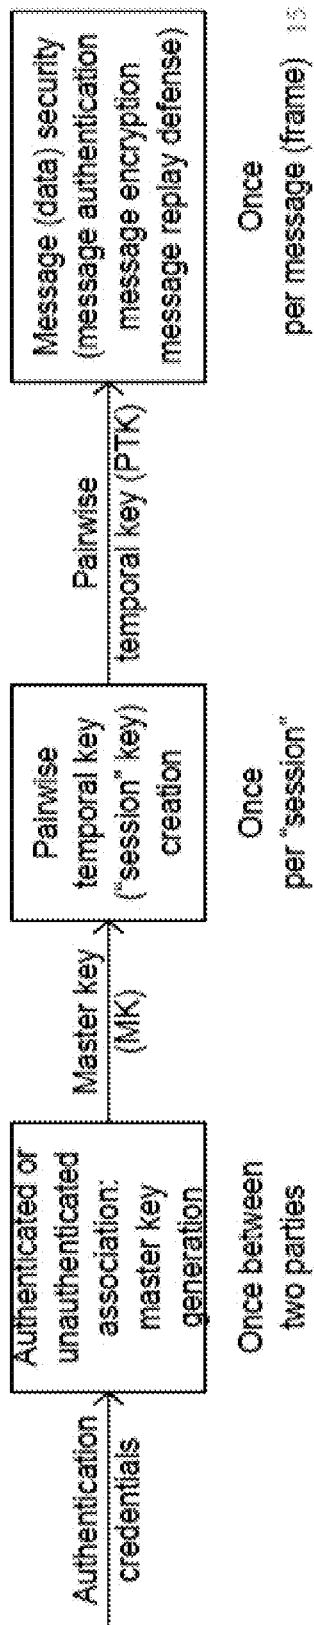 Authentication
credentials
Authenticated or
unauthenticated
association:
master key
generation
Once between
two parties
Master key
(MK)
Pairwise
temporal key
("session" key)
creation
Once
per "session"
Pairwise
temporal key (PTK)
Message (data) security
(message authentication
message encryption
message replay defense)
Once
per message (frame)
15